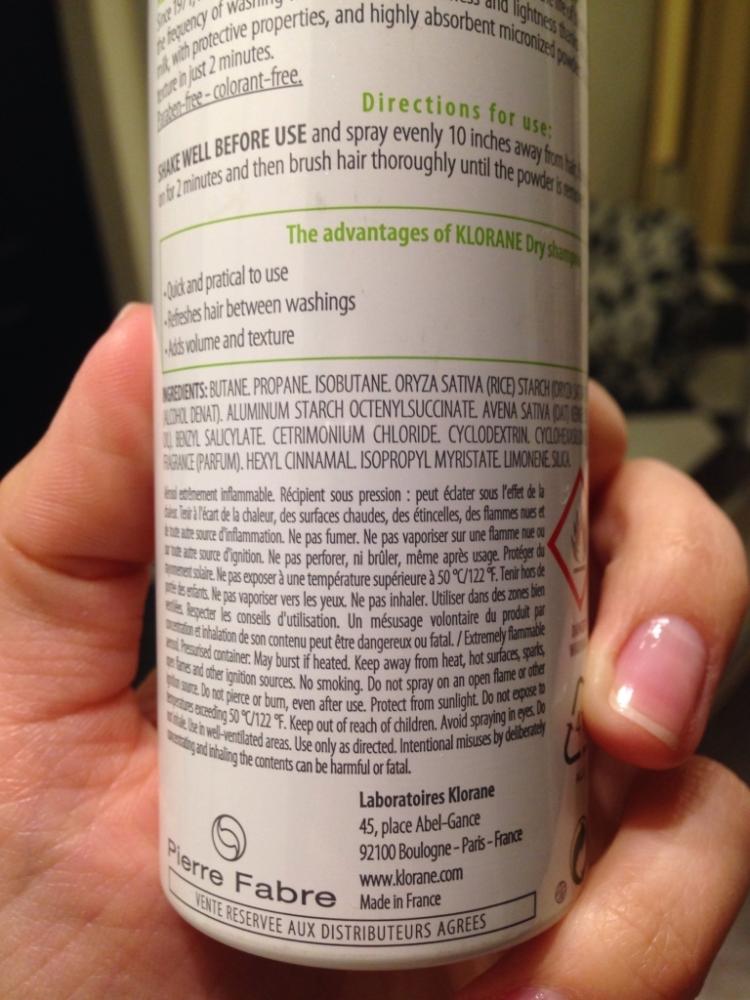 Since 1971,
the frequency of washing and lightness
milk, with protective properties, and highly absorbent micronized powder
texture in just 2 minutes.
Paraben-free - colorant-free.
Directions for use:
SHAKE WELL BEFORE USE and spray evenly 10 inches away from hair,
on for 2 minutes and then brush hair thoroughly until the powder is
The advantages of KLORANE Dry
- Quick and pratical to use
- Refreshes hair between washings
- Adds volume and texture
INGREDIENTS: BUTANE. PROPANE. ISOBUTANE. ORYZA SATIVA (RICE) STARCH
ALCOHOL DENAT). ALUMINUM STARCH OCTENYLSUCCINATE. AVENA SATIVA (OAT)
BENZYL SALICYLATE. CETRIMONIUM CHLORIDE. CYCLODEXTRIN.
FRAGRANCE (PARFUM). HEXYL CINNAMAL. ISOPROPYL MYRISTATE. LIMONENE. SILICA.
Aérosol extrêmement inflammable. Récipient sous pression : peut éclater sous l'effet de la
chaleur. Tenir à l'écart de la chaleur, des surfaces chaudes, des étincelles, des flammes nues et
de toute autre source d'inflammation. Ne pas fumer. Ne pas vaporiser sur une flamme nue ou
sur toute autre source d'ignition. Ne pas perforer, ni brûler, même après usage. Protéger du
rayonnement solaire. Ne pas exposer à une température supérieure à 50 °C/122 °F. Tenir hors de
portée des enfants. Ne pas vaporiser vers les yeux. Ne pas inhaler. Utiliser dans des zones bien
ventilées. Respecter les conseils d'utilisation. Un mésusage volontaire du produit par
concentration et inhalation de son contenu peut être dangereux ou fatal. / Extremely flammable
aerosol. Pressurised container: May burst if heated. Keep away from heat, hot surfaces, sparks,
open flames and other ignition sources. No smoking. Do not spray on an open flame or other
ignition source. Do not pierce or burn, even after use. Protect from sunlight. Do not expose to
temperatures exceeding 50 °C/122 °F. Keep out of reach of children. Avoid spraying in eyes. Do
not inhale. Use in well-ventilated areas. Use only as directed. Intentional misuses by deliberately
concentrating and inhaling the contents can be harmful or fatal.
Laboratoires Klorane
45, place Abel-Gance
92100 Boulogne - Paris - France
www.klorane.com
Made in France
Pierre Fabre
VENTE RESERVEE AUX DISTRIBUTEURS AGREES